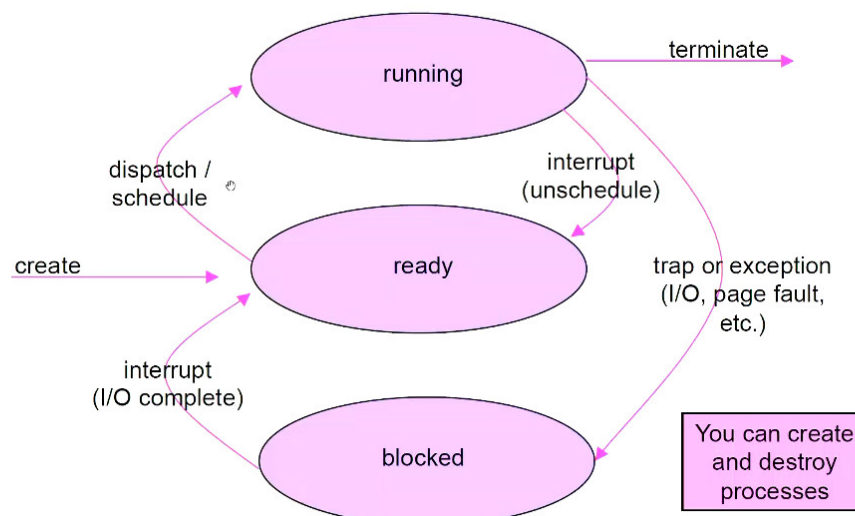 running
terminate
dispatch /
schedule
interrupt
(unschedule)
create
ready
trap or exception
(I/O, page fault,
etc.)
interrupt
(I/O complete)
blocked
You can create
and destroy
processes